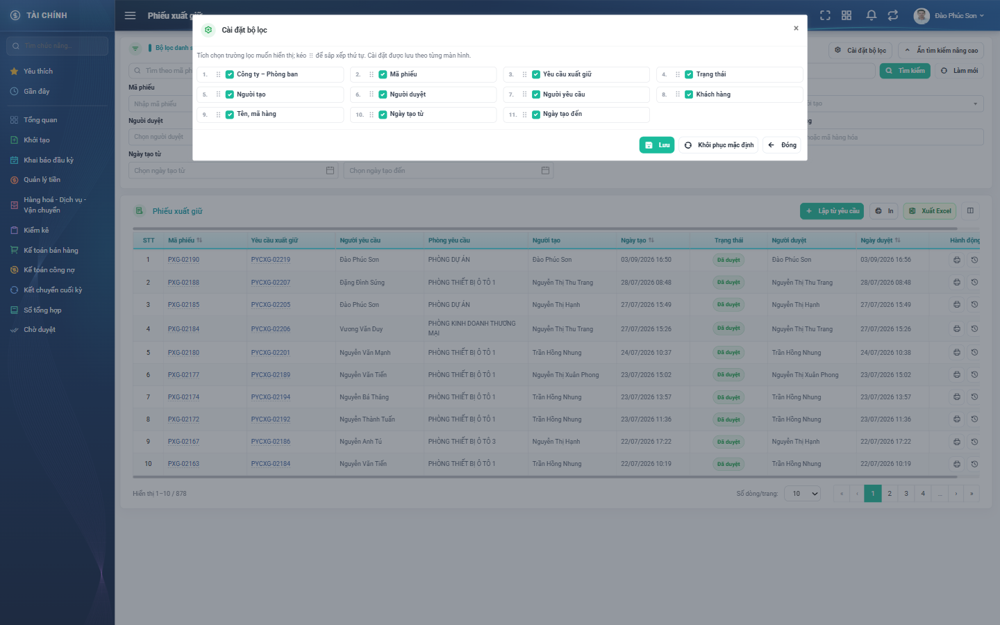 TÀI CHÍNH
Phiếu xuất giữ
Đào Phúc Sơn
Tìm chức năng...
Yêu thích
Gần đây
Tổng quan
Khởi tạo
Khai báo đầu kỳ
Quản lý tiền
Hàng hoá - Dịch vụ -
Vận chuyển
Kiểm kê
Kế toán bán hàng
Kế toán công nợ
Kết chuyển cuối kỳ
Sổ tổng hợp
Chờ duyệt
Cài đặt bộ lọc
×
Tích chọn trường lọc muốn hiển thị; kéo ⠿ để sắp xếp thứ tự. Cài đặt được lưu theo từng màn hình.
1. Công ty – Phòng ban
2. Mã phiếu
3. Yêu cầu xuất giữ
4. Trạng thái
5. Người tạo
6. Người duyệt
7. Người yêu cầu
8. Khách hàng
9. Tên, mã hàng
10. Ngày tạo từ
11. Ngày tạo đến
Lưu
Khôi phục mặc định
Đóng
Bộ lọc danh s
Cài đặt bộ lọc
Ẩn tìm kiếm nâng cao
Tìm theo mã ph
Tìm kiếm
Làm mới
Mã phiếu
Nhập mã phiếu
i tạo
Người duyệt
Chọn người duyệt
g
hoặc mã hàng hóa
Ngày tạo từ
Chọn ngày tạo từ
Chọn ngày tạo đến
Phiếu xuất giữ
Lập từ yêu cầu
In
Xuất Excel
STT Mã phiếu Yêu cầu xuất giữ Người yêu cầu Phòng yêu cầu Người tạo Ngày tạo Trạng thái Người duyệt Ngày duyệt Hành động
1 PXG-02190 PYCXG-02219 Đào Phúc Sơn PHÒNG DỰ ÁN Đào Phúc Sơn 03/09/2026 16:50 Đã duyệt Đào Phúc Sơn 03/09/2026 16:56
2 PXG-02188 PYCXG-02207 Đặng Đình Sứng PHÒNG THIẾT BỊ Ô TÔ 1 Nguyễn Thị Thu Trang 28/07/2026 08:48 Đã duyệt Nguyễn Thị Thu Trang 28/07/2026 08:48
3 PXG-02185 PYCXG-02205 Đào Phúc Sơn PHÒNG DỰ ÁN Nguyễn Thị Hạnh 27/07/2026 15:49 Đã duyệt Nguyễn Thị Hạnh 27/07/2026 15:49
4 PXG-02184 PYCXG-02206 Vương Văn Duy PHÒNG KINH DOANH THƯƠNG MẠI Nguyễn Thị Thu Trang 27/07/2026 15:26 Đã duyệt Nguyễn Thị Thu Trang 27/07/2026 15:26
5 PXG-02180 PYCXG-02201 Nguyễn Văn Mạnh PHÒNG THIẾT BỊ Ô TÔ 1 Trần Hồng Nhung 24/07/2026 10:37 Đã duyệt Trần Hồng Nhung 24/07/2026 10:38
6 PXG-02177 PYCXG-02189 Nguyễn Văn Tiến PHÒNG THIẾT BỊ Ô TÔ 1 Nguyễn Thị Xuân Phong 23/07/2026 15:02 Đã duyệt Nguyễn Thị Xuân Phong 23/07/2026 15:02
7 PXG-02174 PYCXG-02194 Nguyễn Bá Thăng PHÒNG THIẾT BỊ Ô TÔ 1 Trần Hồng Nhung 23/07/2026 13:57 Đã duyệt Trần Hồng Nhung 23/07/2026 13:57
8 PXG-02172 PYCXG-02192 Nguyễn Thành Tuấn PHÒNG THIẾT BỊ Ô TÔ 1 Trần Hồng Nhung 23/07/2026 11:36 Đã duyệt Trần Hồng Nhung 23/07/2026 11:36
9 PXG-02167 PYCXG-02186 Nguyễn Anh Tú PHÒNG THIẾT BỊ Ô TÔ 3 Nguyễn Thị Hạnh 22/07/2026 17:22 Đã duyệt Nguyễn Thị Hạnh 22/07/2026 17:22
10 PXG-02163 PYCXG-02184 Nguyễn Văn Tiến PHÒNG THIẾT BỊ Ô TÔ 1 Trần Hồng Nhung 22/07/2026 10:19 Đã duyệt Trần Hồng Nhung 22/07/2026 10:19
Hiển thị 1–10 / 878
Số dòng/trang: 10
« ‹ 1 2 3 4 ... › »